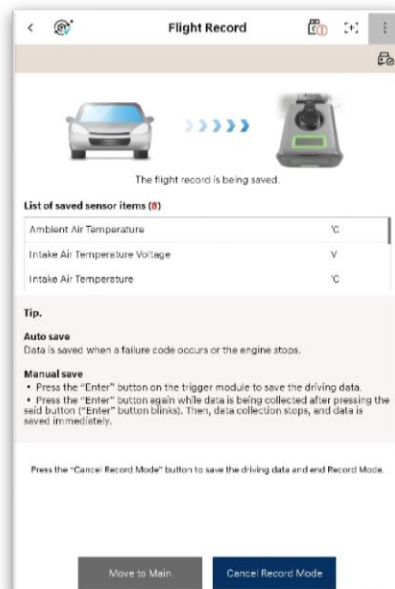 Flight Record
The flight record is being saved.
List of saved sensor items (8)
Ambient Air Temperature ℃
Intake Air Temperature Voltage V
Intake Air Temperature ℃
Tip.
Auto save
Data is saved when a failure code occurs or the engine stops.
Manual save
• Press the "Enter" button on the trigger module to save the driving data.
• Press the "Enter" button again while data is being collected after pressing the
said button ("Enter" button blinks). Then, data collection stops, and data is
saved immediately.
Press the "Cancel Record Mode" button to save the driving data and end Record Mode.
Move to Main
Cancel Record Mode